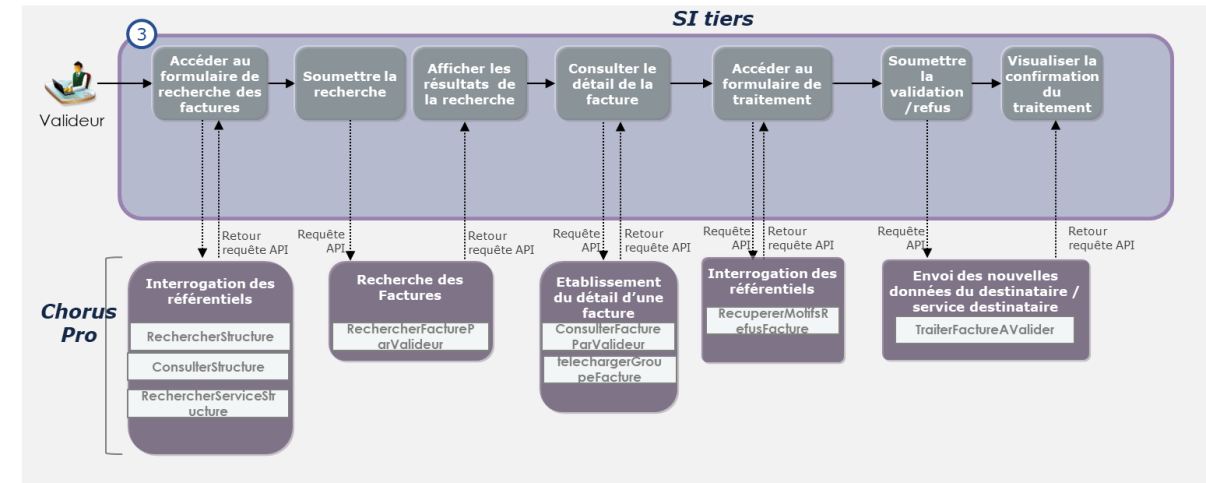 SI tiers
3
Valideur
Accéder au
formulaire de
recherche des
factures
Soumettre la
recherche
Afficher les
résultats de
la recherche
Consulter le
détail de la
facture
Accéder au
formulaire de
traitement
Soumettre
la
validation
/refus
Visualiser la
confirmation
du
traitement
Retour
requête API
Requête
API
Retour
requête API
Requête
API
Retour
requête API
Requête
API
Retour
requête API
Requête
API
Retour
requête API
Chorus
Pro
Interrogation des
référentiels
RechercherStructure
ConsulterStructure
RechercherServiceStr
ucture
Recherche des
Factures
RechercherFactureP
arValideur
Etablissement
du détail d'une
facture
ConsulterFacture
ParValideur
telechargerGrou
peFacture
Interrogation des
référentiels
RecupererMotifsR
efusFacture
Envoi des nouvelles
données du destinataire /
service destinataire
TraiterFactureAValider